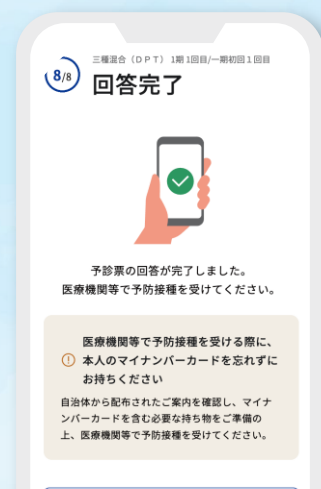 三種混合（DPT） 1期1回目/一期初回1回目
8/8
回答完了
予診票の回答が完了しました。
医療機関等で予防接種を受けてください。
医療機関等で予防接種を受ける際に、
本人のマイナンバーカードを忘れずに
お持ちください
自治体から配布されたご案内を確認し、マイナ
ンバーカードを含む必要な持ち物をご準備の
上、医療機関等で予防接種を受けてください。